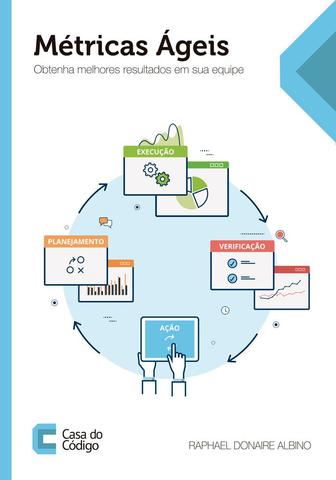 Métricas Ágeis
Obtenha melhores resultados em sua equipe
EXECUÇÃO
PLANEJAMENTO
VERIFICAÇÃO
AÇÃO
Casa do
Código
RAPHAEL DONAIRE ALBINO